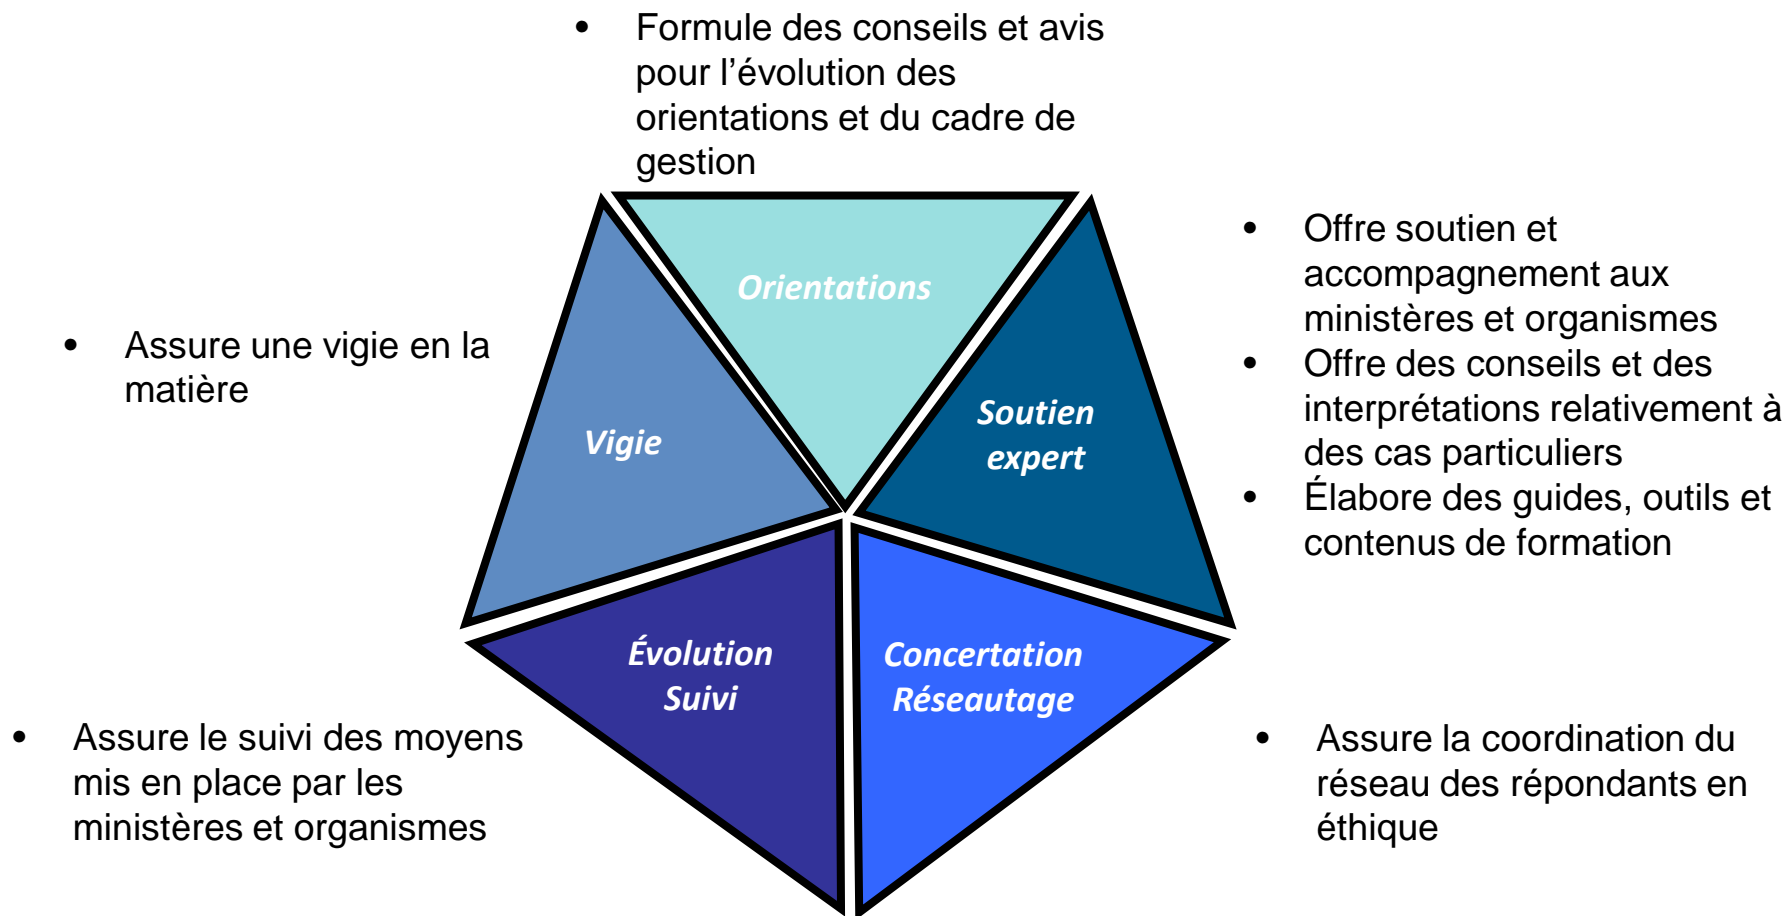 • Formule des conseils et avis
pour l’évolution des
orientations et du cadre de
gestion
Orientations
• Offre soutien et
accompagnement aux
ministères et organismes
• Offre des conseils et des
interprétations relativement à
des cas particuliers
• Élabore des guides, outils et
contenus de formation
Soutien
expert
• Assure une vigie en la
matière
Vigie
Évolution
Suivi
Concertation
Réseautage
• Assure le suivi des moyens
mis en place par les
ministères et organismes
• Assure la coordination du
réseau des répondants en
éthique